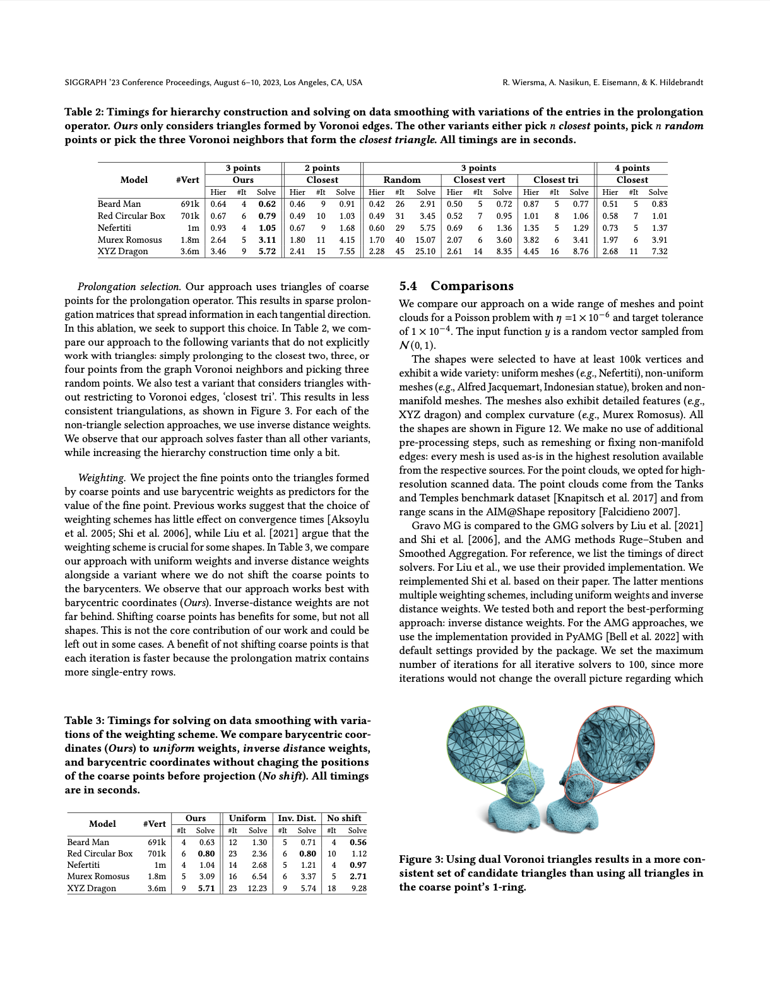 SIGGRAPH '23 Conference Proceedings, August 6–10, 2023, Los Angeles, CA, USA
R. Wiersma, A. Nasikun, E. Eisemann, & K. Hildebrandt
Table 2: Timings for hierarchy construction and solving on data smoothing with variations of the entries in the prolongation
operator. Ours only considers triangles formed by Voronoi edges. The other variants either pick n closest points, pick n random
points or pick the three Voronoi neighbors that form the closest triangle. All timings are in seconds.
3 points 2 points 3 points 4 points
Model #Vert Ours Closest Random Closest vert Closest tri Closest
Hier #It Solve Hier #It Solve Hier #It Solve Hier #It Solve Hier #It Solve Hier #It Solve
Beard Man 691k 0.64 4 0.62 0.46 9 0.91 0.42 26 2.91 0.50 5 0.72 0.87 5 0.77 0.51 5 0.83
Red Circular Box 701k 0.67 6 0.79 0.49 10 1.03 0.49 31 3.45 0.52 7 0.95 1.01 8 1.06 0.58 7 1.01
Nefertiti 1m 0.93 4 1.05 0.67 9 1.68 0.60 29 5.75 0.69 6 1.36 1.35 5 1.29 0.73 5 1.37
Murex Romosus 1.8m 2.64 5 3.11 1.80 11 4.15 1.70 40 15.07 2.07 6 3.60 3.82 6 3.41 1.97 6 3.91
XYZ Dragon 3.6m 3.46 9 5.72 2.41 15 7.55 2.28 45 25.10 2.61 14 8.35 4.45 16 8.76 2.68 11 7.32
Prolongation selection. Our approach uses triangles of coarse
points for the prolongation operator. This results in sparse prolon-
gation matrices that spread information in each tangential direction.
In this ablation, we seek to support this choice. In Table 2, we com-
pare our approach to the following variants that do not explicitly
work with triangles: simply prolonging to the closest two, three, or
four points from the graph Voronoi neighbors and picking three
random points. We also test a variant that considers triangles with-
out restricting to Voronoi edges, 'closest tri'. This results in less
consistent triangulations, as shown in Figure 3. For each of the
non-triangle selection approaches, we use inverse distance weights.
We observe that our approach solves faster than all other variants,
while increasing the hierarchy construction time only a bit.
Weighting. We project the fine points onto the triangles formed
by coarse points and use barycentric weights as predictors for the
value of the fine point. Previous works suggest that the choice of
weighting schemes has little effect on convergence times [Aksoylu
et al. 2005; Shi et al. 2006], while Liu et al. [2021] argue that the
weighting scheme is crucial for some shapes. In Table 3, we compare
our approach with uniform weights and inverse distance weights
alongside a variant where we do not shift the coarse points to
the barycenters. We observe that our approach works best with
barycentric coordinates (Ours). Inverse-distance weights are not
far behind. Shifting coarse points has benefits for some, but not all
shapes. This is not the core contribution of our work and could be
left out in some cases. A benefit of not shifting coarse points is that
each iteration is faster because the prolongation matrix contains
more single-entry rows.
Table 3: Timings for solving on data smoothing with varia-
tions of the weighting scheme. We compare barycentric coor-
dinates (Ours) to uniform weights, inverse distance weights,
and barycentric coordinates without chaging the positions
of the coarse points before projection (No shift). All timings
are in seconds.
Model #Vert Ours Uniform Inv. Dist. No shift
#It Solve #It Solve #It Solve #It Solve
Beard Man 691k 4 0.63 12 1.30 5 0.71 4 0.56
Red Circular Box 701k 6 0.80 23 2.36 6 0.80 10 1.12
Nefertiti 1m 4 1.04 14 2.68 5 1.21 4 0.97
Murex Romosus 1.8m 5 3.09 16 6.54 6 3.37 5 2.71
XYZ Dragon 3.6m 9 5.71 23 12.23 9 5.74 18 9.28
5.4 Comparisons
We compare our approach on a wide range of meshes and point
clouds for a Poisson problem with η =1 × 10⁻⁶ and target tolerance
of 1 × 10⁻⁴. The input function y is a random vector sampled from
N(0, 1).
The shapes were selected to have at least 100k vertices and
exhibit a wide variety: uniform meshes (e.g., Nefertiti), non-uniform
meshes (e.g., Alfred Jacquemart, Indonesian statue), broken and non-
manifold meshes. The meshes also exhibit detailed features (e.g.,
XYZ dragon) and complex curvature (e.g., Murex Romosus). All
the shapes are shown in Figure 12. We make no use of additional
pre-processing steps, such as remeshing or fixing non-manifold
edges: every mesh is used as-is in the highest resolution available
from the respective sources. For the point clouds, we opted for high-
resolution scanned data. The point clouds come from the Tanks
and Temples benchmark dataset [Knapitsch et al. 2017] and from
range scans in the AIM@Shape repository [Falcidieno 2007].
Gravo MG is compared to the GMG solvers by Liu et al. [2021]
and Shi et al. [2006], and the AMG methods Ruge–Stuben and
Smoothed Aggregation. For reference, we list the timings of direct
solvers. For Liu et al., we use their provided implementation. We
reimplemented Shi et al. based on their paper. The latter mentions
multiple weighting schemes, including uniform weights and inverse
distance weights. We tested both and report the best-performing
approach: inverse distance weights. For the AMG approaches, we
use the implementation provided in PyAMG [Bell et al. 2022] with
default settings provided by the package. We set the maximum
number of iterations for all iterative solvers to 100, since more
iterations would not change the overall picture regarding which
Figure 3: Using dual Voronoi triangles results in a more con-
sistent set of candidate triangles than using all triangles in
the coarse point's 1-ring.